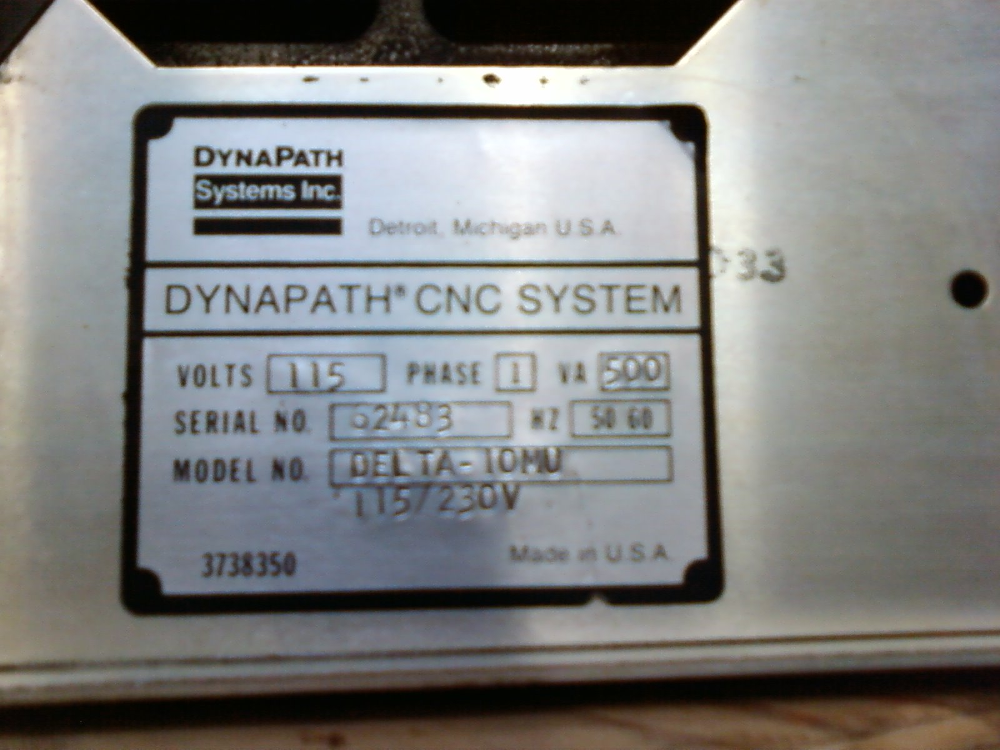 DYNAPATH
Systems Inc.
Detroit, Michigan U.S.A.
33
DYNAPATH® CNC SYSTEM
VOLTS 115 PHASE 1 VA 500
SERIAL NO. 62483 HZ 50 60
MODEL NO. DELTA-10MU
115/230V
3738350 Made in U.S.A.